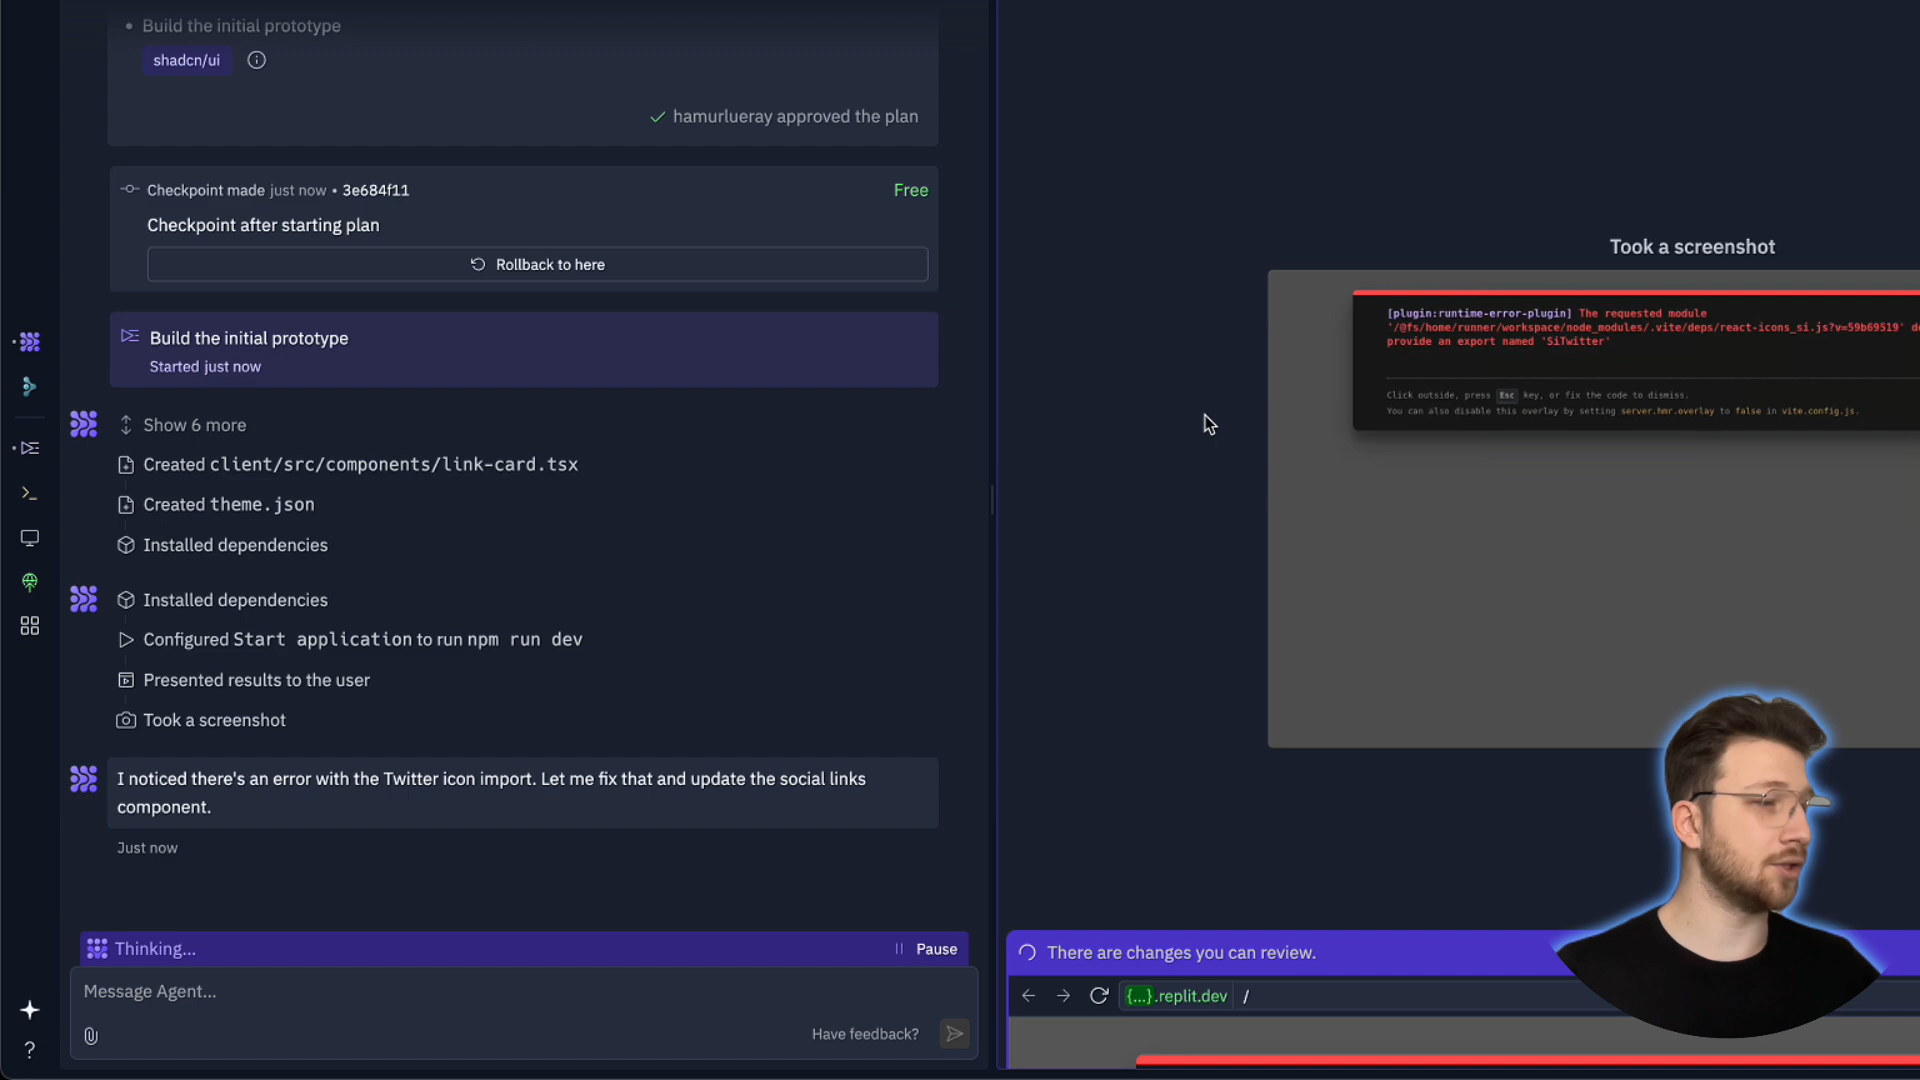 Build the initial prototype
shadcn/ui
hamurlueray approved the plan
Checkpoint made just now • 3e684f11
Free
Checkpoint after starting plan
Rollback to here
Build the initial prototype
Started just now
Show 6 more
Created client/src/components/link-card.tsx
Created theme.json
Installed dependencies
Installed dependencies
Configured Start application to run npm run dev
Presented results to the user
Took a screenshot
I noticed there's an error with the Twitter icon import. Let me fix that and update the social links
component.
Just now
Thinking...
Pause
Message Agent...
Have feedback?
Took a screenshot
[plugin:runtime-error-plugin] The requested module
'/@fs/home/runner/workspace/node_modules/.vite/deps/react-icons_si.js?v=59b69519'
provide an export named 'SiTwitter'
Click outside, press Esc key, or fix the code to dismiss.
You can also disable this overlay by setting server.hmr.overlay to false in vite.config.js.
There are changes you can review.
{...}.replit.dev /